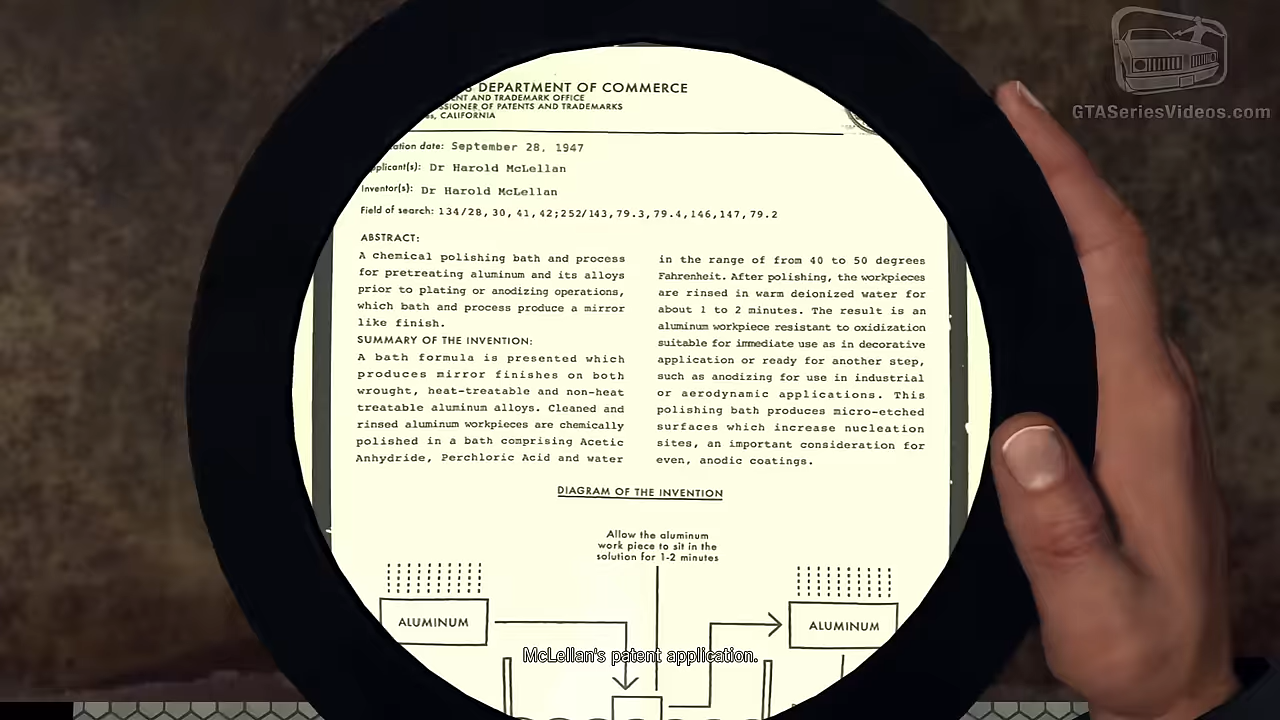 GTASeriesVideos.com
DEPARTMENT OF COMMERCE
AND TRADEMARK OFFICE
OF PATENTS AND TRADEMARKS
CALIFORNIA
date: September 28, 1947
Dr Harold McLellan
Inventor(s): Dr Harold McLellan
Field of search: 134/28, 30, 41, 42;252/143,79.3,79.4,146,147,79.2
ABSTRACT:
A chemical polishing bath and process
for pretreating aluminum and its alloys
prior to plating or anodizing operations,
which bath and process produce a mirror
like finish.
SUMMARY OF THE INVENTION:
A bath formula is presented which
produces mirror finishes on both
wrought, heat-treatable and non-heat
treatable aluminum alloys. Cleaned and
rinsed aluminum workpieces are chemically
polished in a bath comprising Acetic
Anhydride, Perchloric Acid and water
in the range of from 40 to 50 degrees
Fahrenheit. After polishing, the workpieces
are rinsed in warm deionized water for
about 1 to 2 minutes. The result is an
aluminum workpiece resistant to oxidization
suitable for immediate use as in decorative
application or ready for another step,
such as anodizing for use in industrial
or aerodynamic applications. This
polishing bath produces micro-etched
surfaces which increase nucleation
sites, an important consideration for
even, anodic coatings.
DIAGRAM OF THE INVENTION
Allow the aluminum
work piece to sit in the
solution for 1-2 minutes
ALUMINUM
ALUMINUM
McLellan's patent application.